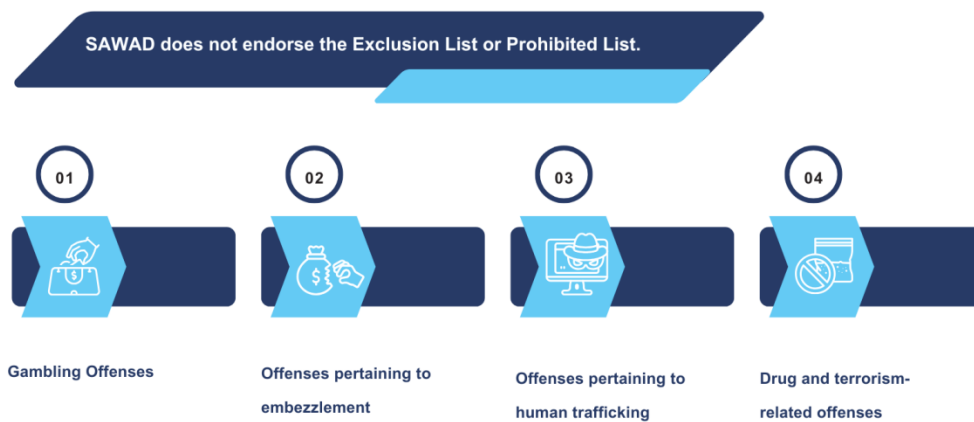 SAWAD does not endorse the Exclusion List or Prohibited List.
01
02
03
04
$
$
Gambling Offenses
Offenses pertaining to
embezzlement
Offenses pertaining to
human trafficking
Drug and terrorism-
related offenses